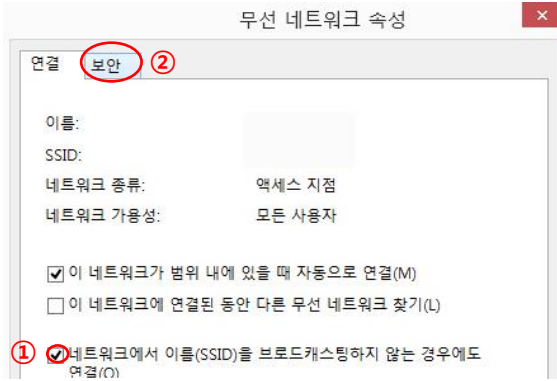 무선 네트워크 속성
연결 보안 ②
이름:
SSID:
네트워크 종류: 액세스 지점
네트워크 가용성: 모든 사용자
이 네트워크가 범위 내에 있을 때 자동으로 연결(M)
이 네트워크에 연결된 동안 다른 무선 네트워크 찾기(L)
① 네트워크에서 이름(SSID)을 브로드캐스팅하지 않는 경우에도
연결(O)